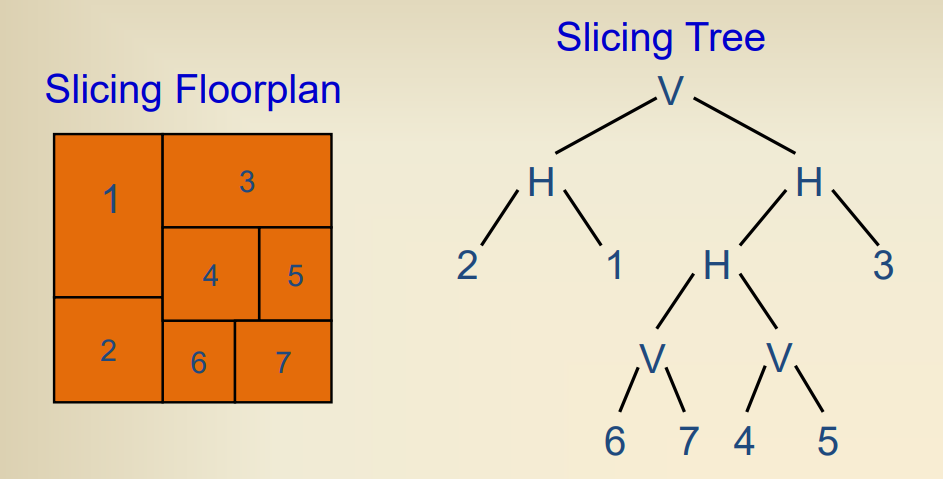 Slicing Floorplan
1
3
4
5
2
6
7
Slicing Tree
V
H H
2 1 H 3
V V
6 7 4 5